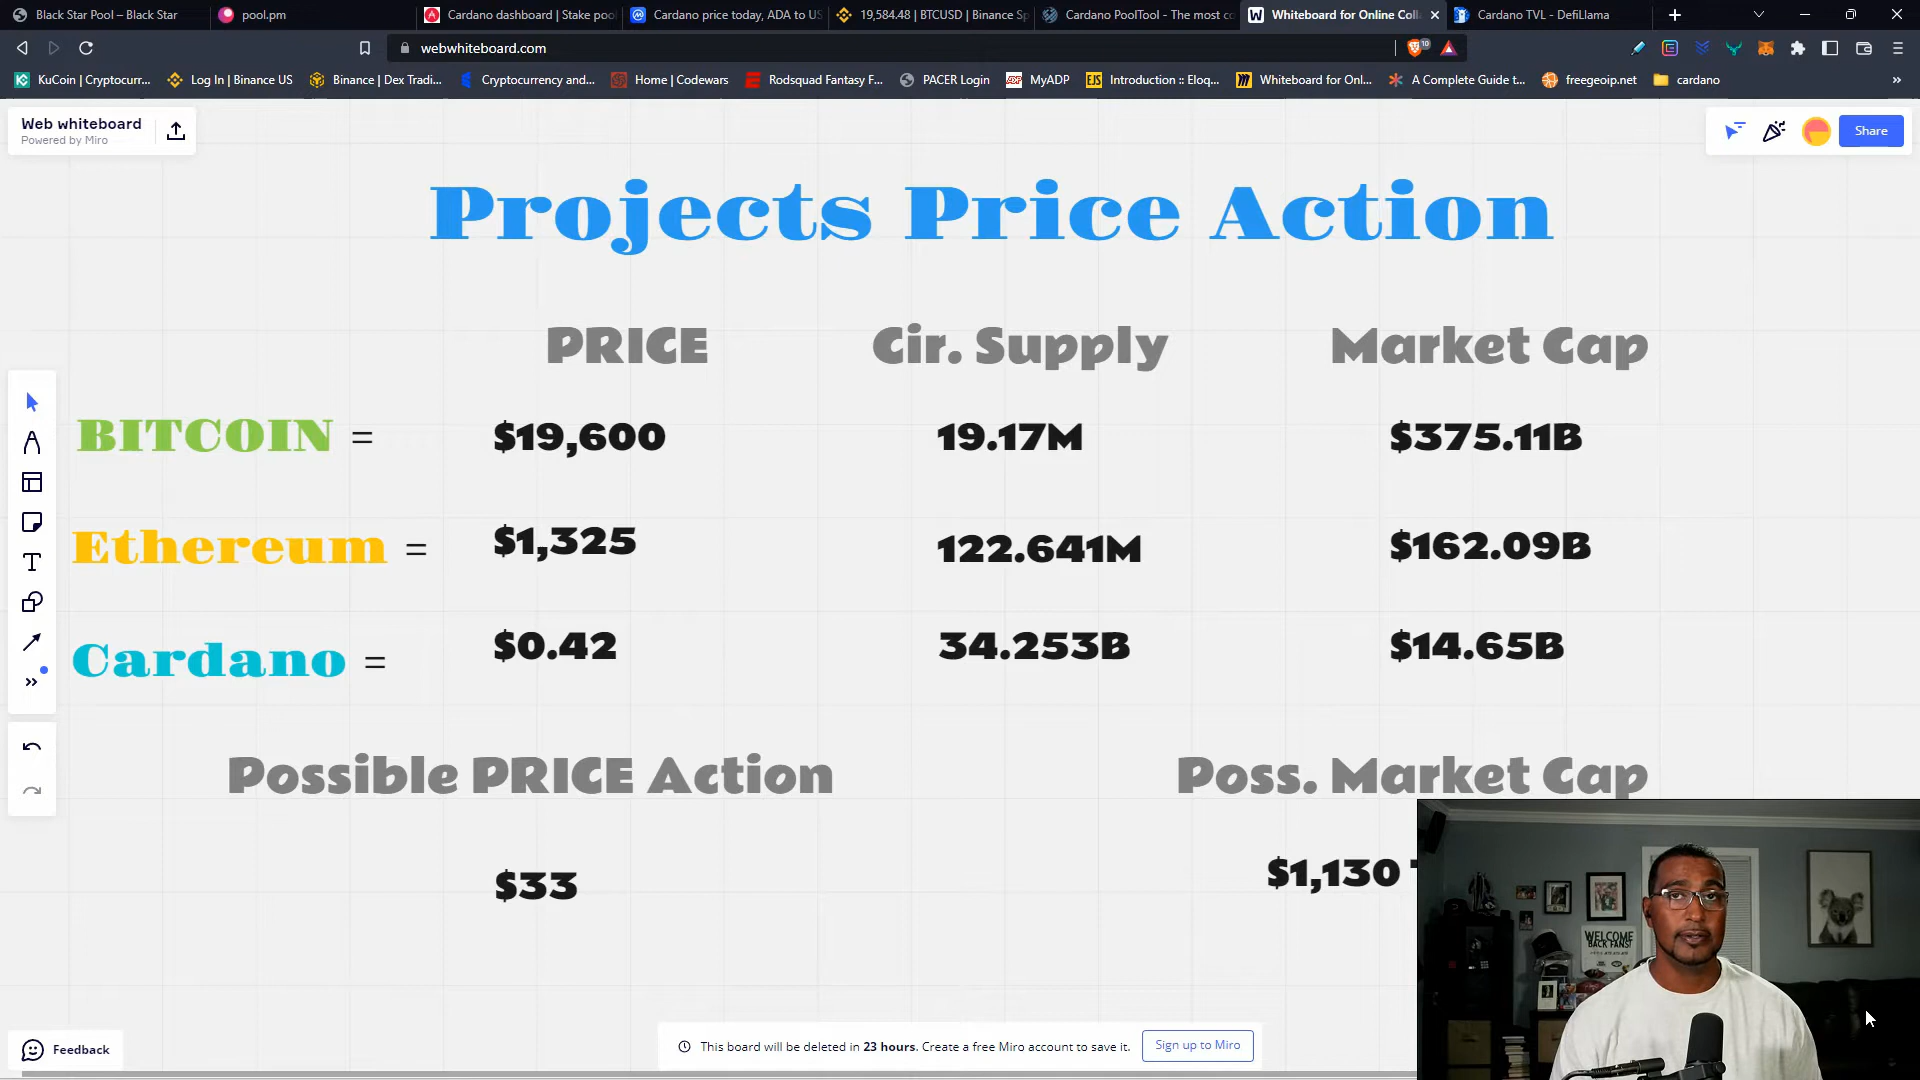 Black Star Pool – Black Star
pool.pm
Cardano dashboard | Stake pool
Cardano price today, ADA to US
19,584.48 | BTCUSD | Binance Sp
Cardano PoolTool - The most co
Whiteboard for Online Coll
Cardano TVL - DefiLlama
webwhiteboard.com
10
KuCoin | Cryptocurr...
Log In | Binance US
Binance | Dex Tradi...
Cryptocurrency and...
Home | Codewars
Rodsquad Fantasy F...
PACER Login
MyADP
Introduction :: Eloq...
Whiteboard for Onl...
A Complete Guide t...
freegeoip.net
cardano
Web whiteboard
Powered by Miro
Share
Projects Price Action
PRICE Cir. Supply Market Cap
BITCOIN = $19,600 19.17M $375.11B
Ethereum = $1,325 122.641M $162.09B
Cardano = $0.42 34.253B $14.65B
Possible PRICE Action Poss. Market Cap
$33 $1,130
WELCOME
BACK FANS!
Feedback
This board will be deleted in 23 hours. Create a free Miro account to save it.
Sign up to Miro